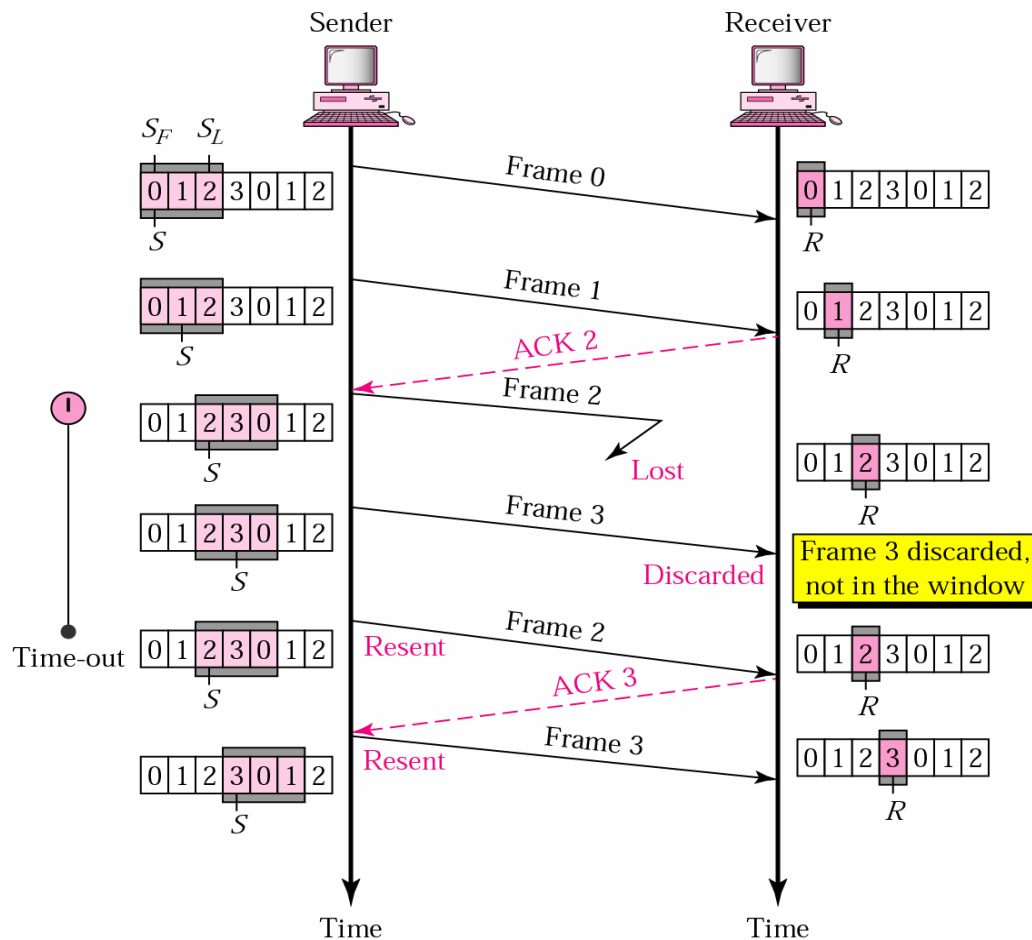 Sender
Receiver
S_F S_L
0 1 2 3 0 1 2
S
Frame 0
0 1 2 3 0 1 2
R
0 1 2 3 0 1 2
S
Frame 1
0 1 2 3 0 1 2
R
ACK 2
0 1 2 3 0 1 2
S
Frame 2
Lost
0 1 2 3 0 1 2
R
0 1 2 3 0 1 2
S
Frame 3
Discarded
Frame 3 discarded,
not in the window
Time-out
0 1 2 3 0 1 2
S
Resent
Frame 2
0 1 2 3 0 1 2
R
ACK 3
0 1 2 3 0 1 2
S
Resent
Frame 3
0 1 2 3 0 1 2
R
Time
Time